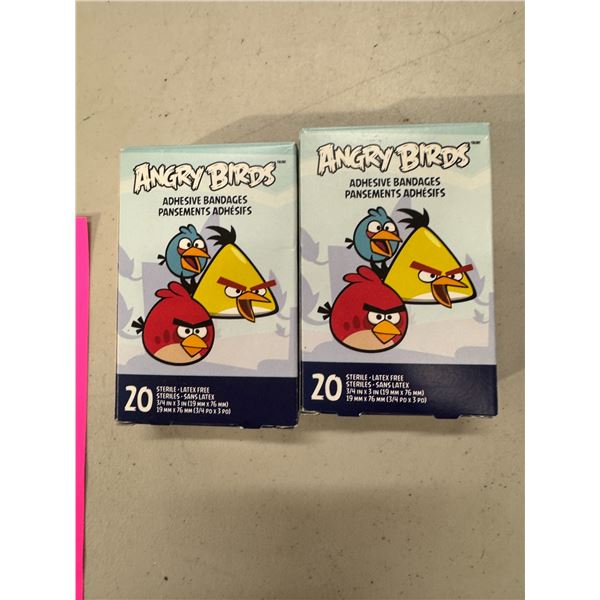 ANGRY BIRDS
ADHESIVE BANDAGES
PANSEMENTS ADHÉSIFS
20
STERILE • LATEX FREE
STÉRILES • SANS LATEX
3/4 IN X 3 IN (19 MM X 76 MM)
19 MM X 76 MM (3/4 PO X 3 PO)
ANGRY BIRDS
ADHESIVE BANDAGES
PANSEMENTS ADHÉSIFS
20
STERILE • LATEX FREE
STÉRILES • SANS LATEX
3/4 IN X 3 IN (19 MM X 76 MM)
19 MM X 76 MM (3/4 PO X 3 PO)